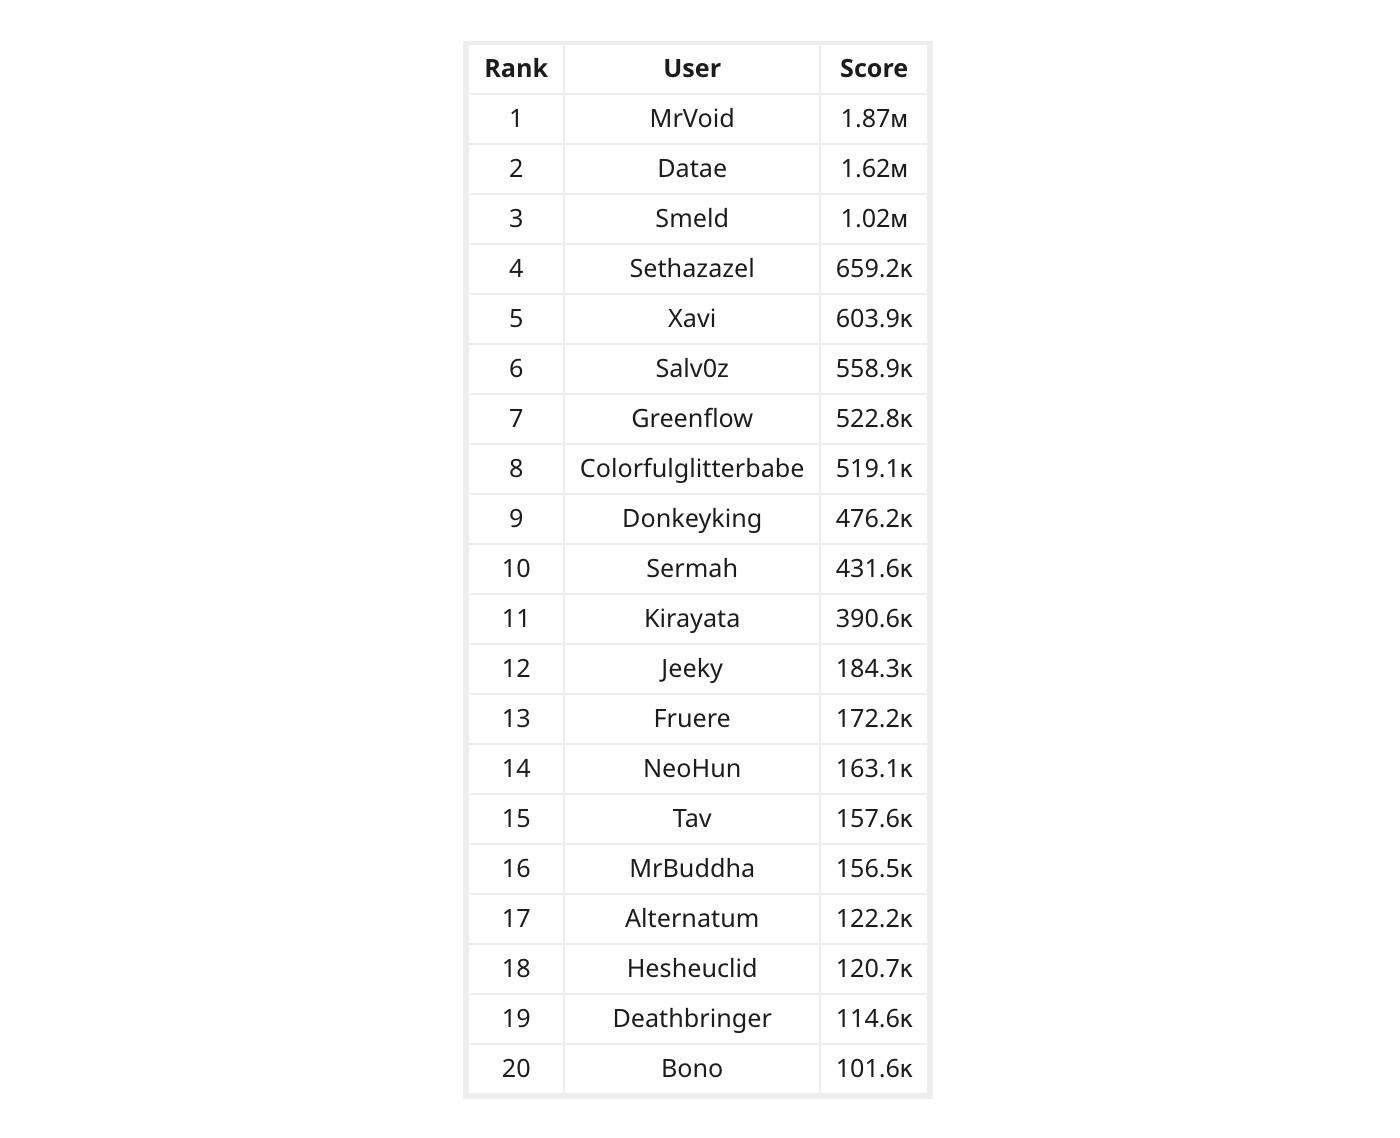 Rank User Score
1 MrVoid 1.87м
2 Datae 1.62м
3 Smeld 1.02м
4 Sethazazel 659.2к
5 Xavi 603.9к
6 Salv0z 558.9к
7 Greenflow 522.8к
8 Colorfulglitterbabe 519.1к
9 Donkeyking 476.2к
10 Sermah 431.6к
11 Kirayata 390.6к
12 Jeeky 184.3к
13 Fruere 172.2к
14 NeoHun 163.1к
15 Tav 157.6к
16 MrBuddha 156.5к
17 Alternatum 122.2к
18 Hesheuclid 120.7к
19 Deathbringer 114.6к
20 Bono 101.6к